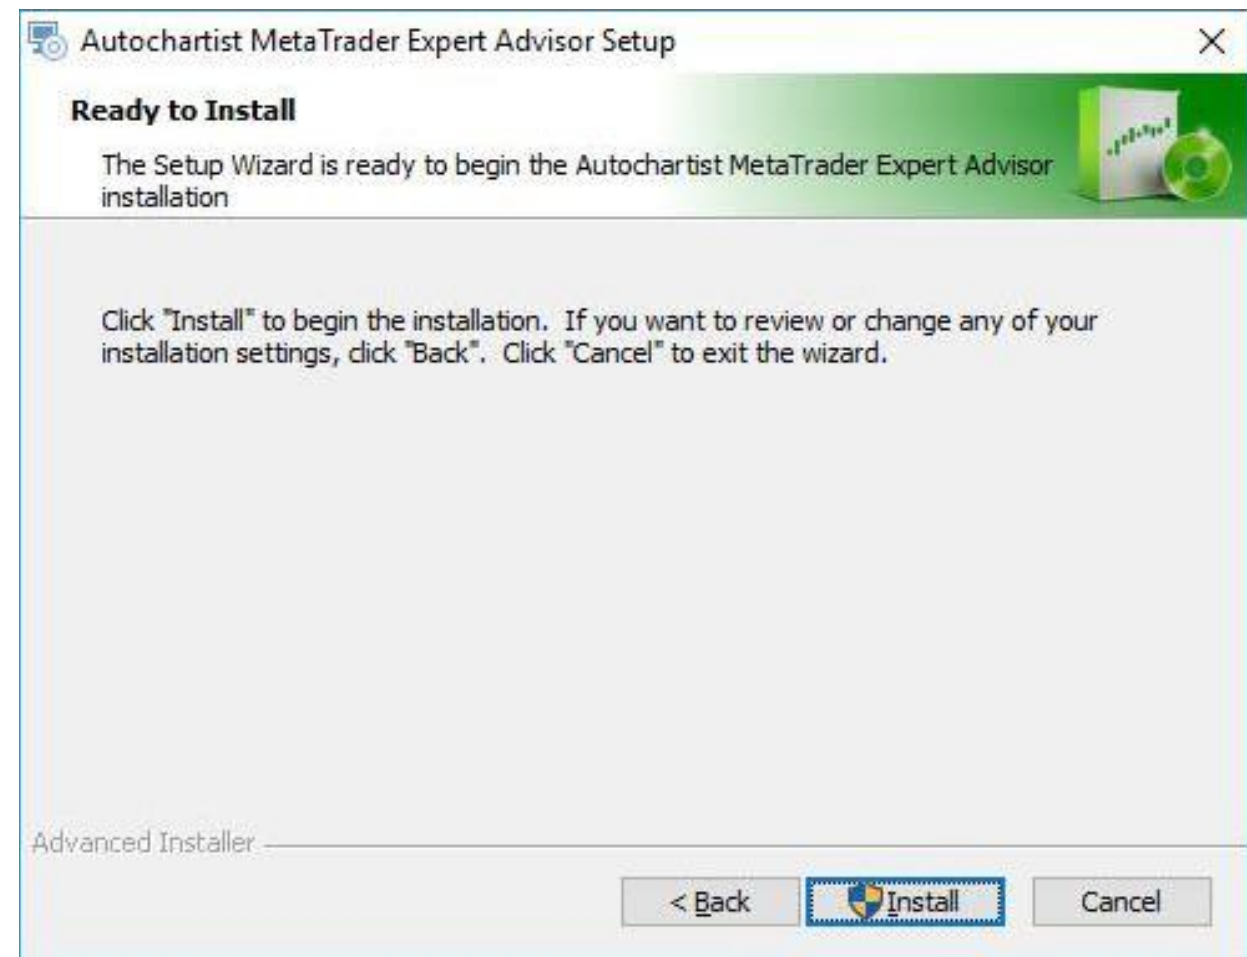 Autochartist MetaTrader Expert Advisor Setup
Ready to Install
The Setup Wizard is ready to begin the Autochartist MetaTrader Expert Advisor
installation
Click "Install" to begin the installation.  If you want to review or change any of your
installation settings, click "Back".  Click "Cancel" to exit the wizard.
Advanced Installer
< Back
Install
Cancel